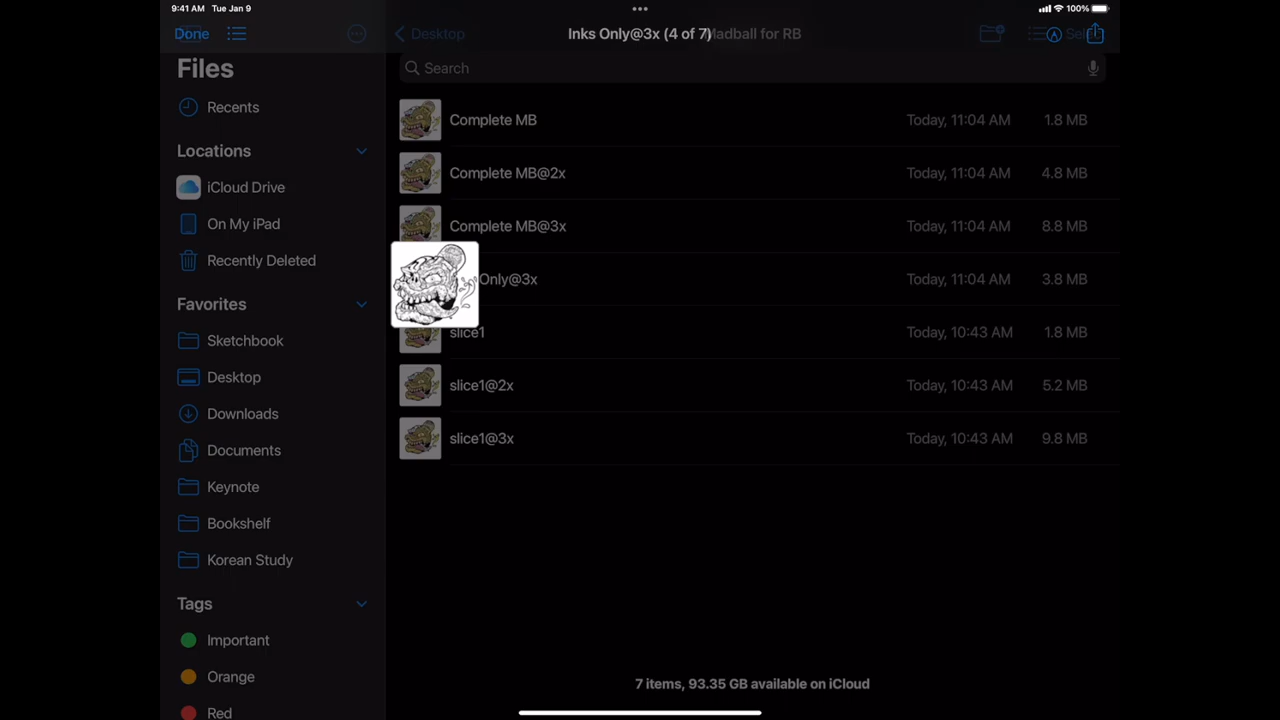 9:41 AM Tue Jan 9
100%
Done
Desktop
Inks Only@3x (4 of 7)
Madball for RB
Files
Search
Recents
Locations
iCloud Drive
On My iPad
Recently Deleted
Favorites
Sketchbook
Desktop
Downloads
Documents
Keynote
Bookshelf
Korean Study
Tags
Important
Orange
Red
Complete MB Today, 11:04 AM 1.8 MB
Complete MB@2x Today, 11:04 AM 4.8 MB
Complete MB@3x Today, 11:04 AM 8.8 MB
Only@3x Today, 11:04 AM 3.8 MB
slice1 Today, 10:43 AM 1.8 MB
slice1@2x Today, 10:43 AM 5.2 MB
slice1@3x Today, 10:43 AM 9.8 MB
7 items, 93.35 GB available on iCloud